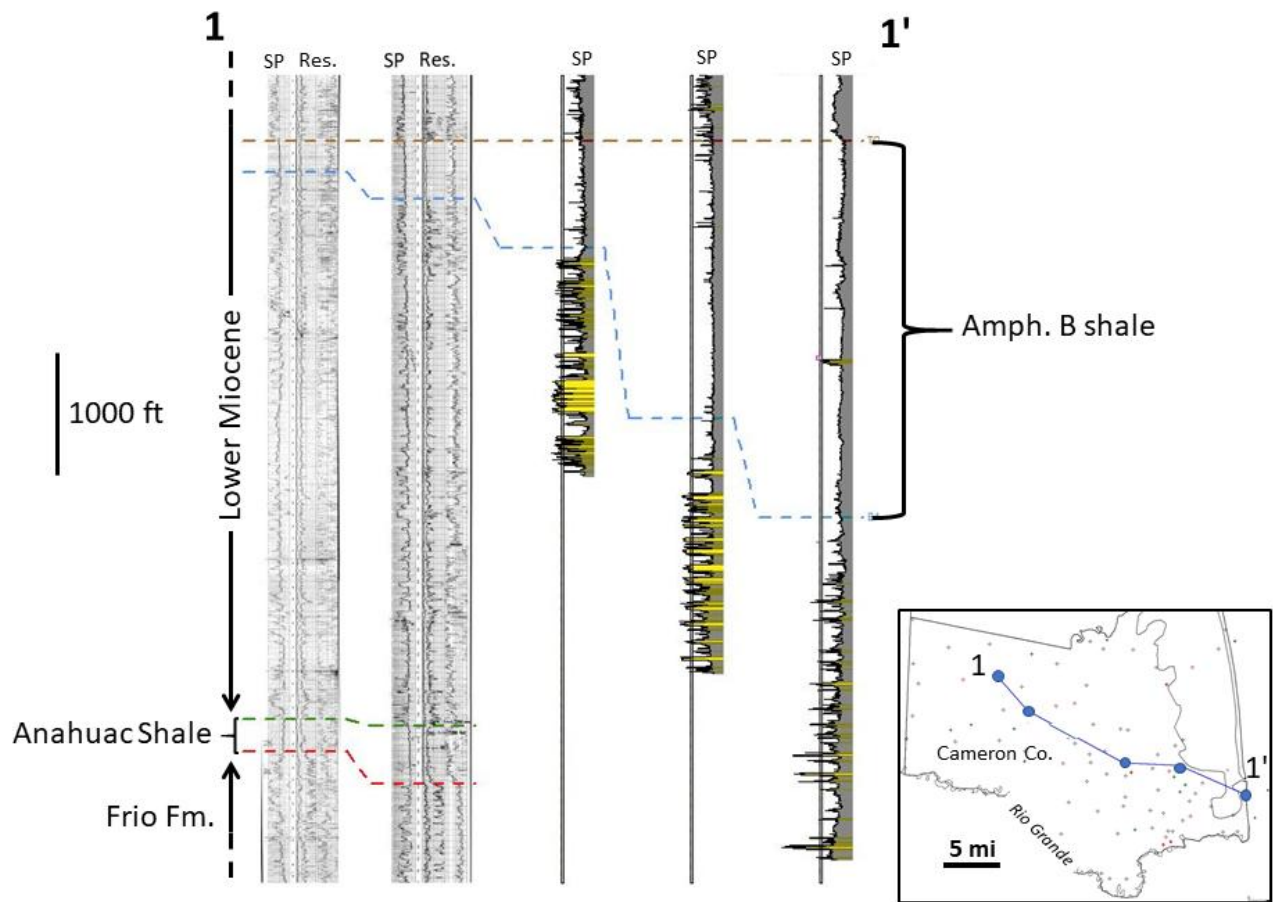 1
1'
SP Res.
SP Res.
SP
SP
SP
Lower Miocene
Amph. B shale
1000 ft
Anahuac Shale
Frio Fm.
1
Cameron Co.
1'
Rio Grande
5 mi